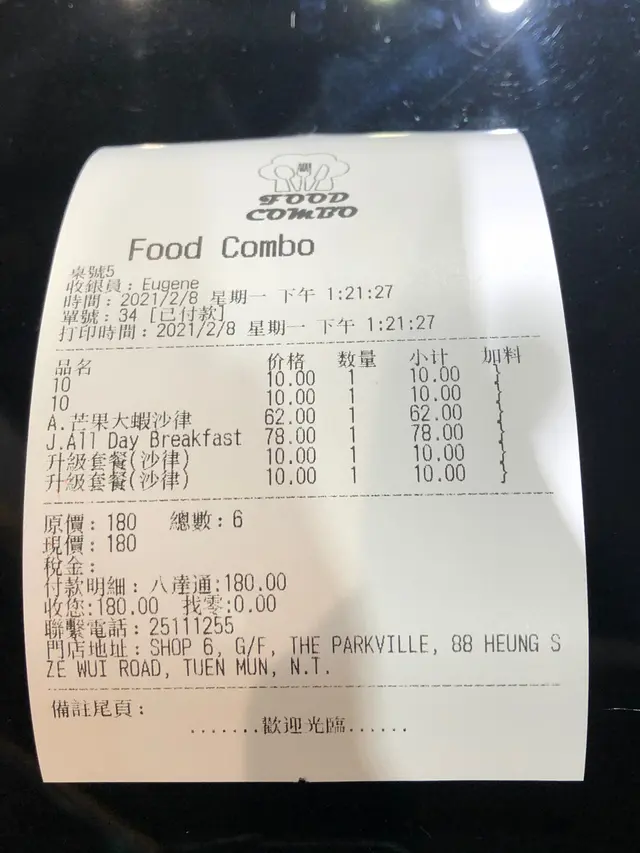 FOOD
COMBO
Food Combo
桌號5
收銀員：Eugene
時間：2021/2/8 星期一 下午 1:21:27
單號：34 [已付款]
打印時間：2021/2/8 星期一 下午 1:21:27
品名 价格 数量 小计 加料
10 10.00 1 10.00
10 10.00 1 10.00
A.芒果大蝦沙律 62.00 1 62.00
J.All Day Breakfast 78.00 1 78.00
升級套餐(沙律) 10.00 1 10.00
升級套餐(沙律) 10.00 1 10.00
原價：180 總數：6
現價：180
稅金：
付款明細：八達通:180.00
收您:180.00 找零:0.00
聯繫電話：25111255
門店地址：SHOP 6, G/F, THE PARKVILLE, 88 HEUNG S
ZE WUI ROAD, TUEN MUN, N.T.
備註尾頁：
.......歡迎光臨......